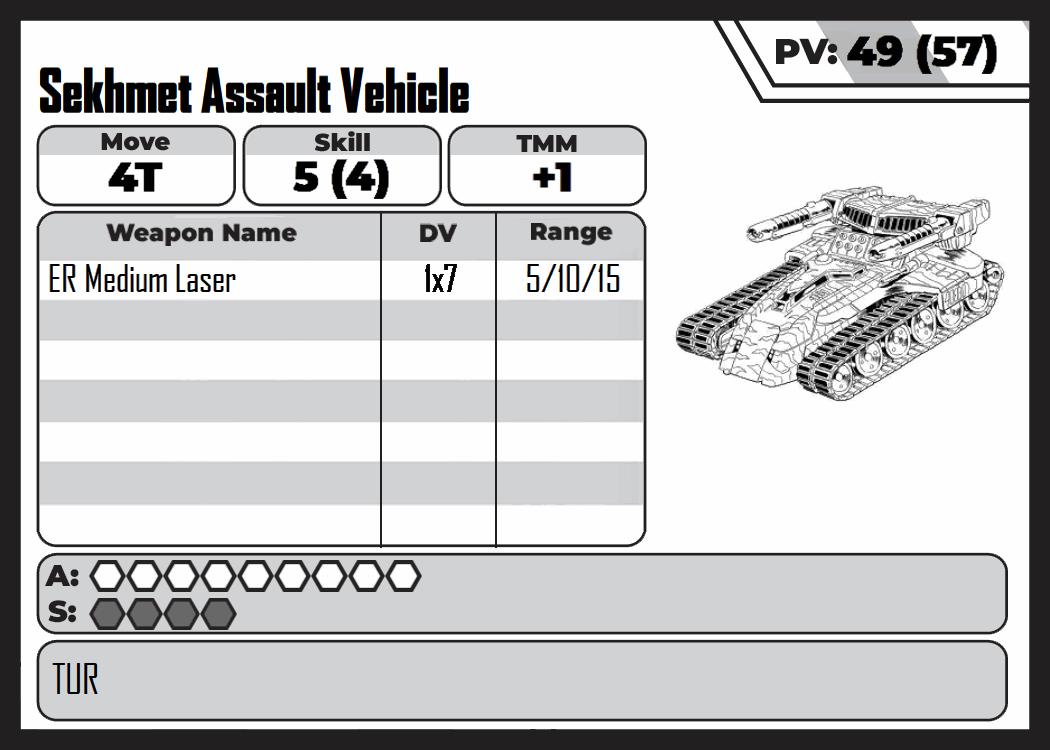 PV: 49 (57)
Sekhmet Assault Vehicle
Move Skill TMM
4T 5 (4) +1
Weapon Name DV Range
ER Medium Laser 1x7 5/10/15
A:
S:
TUR